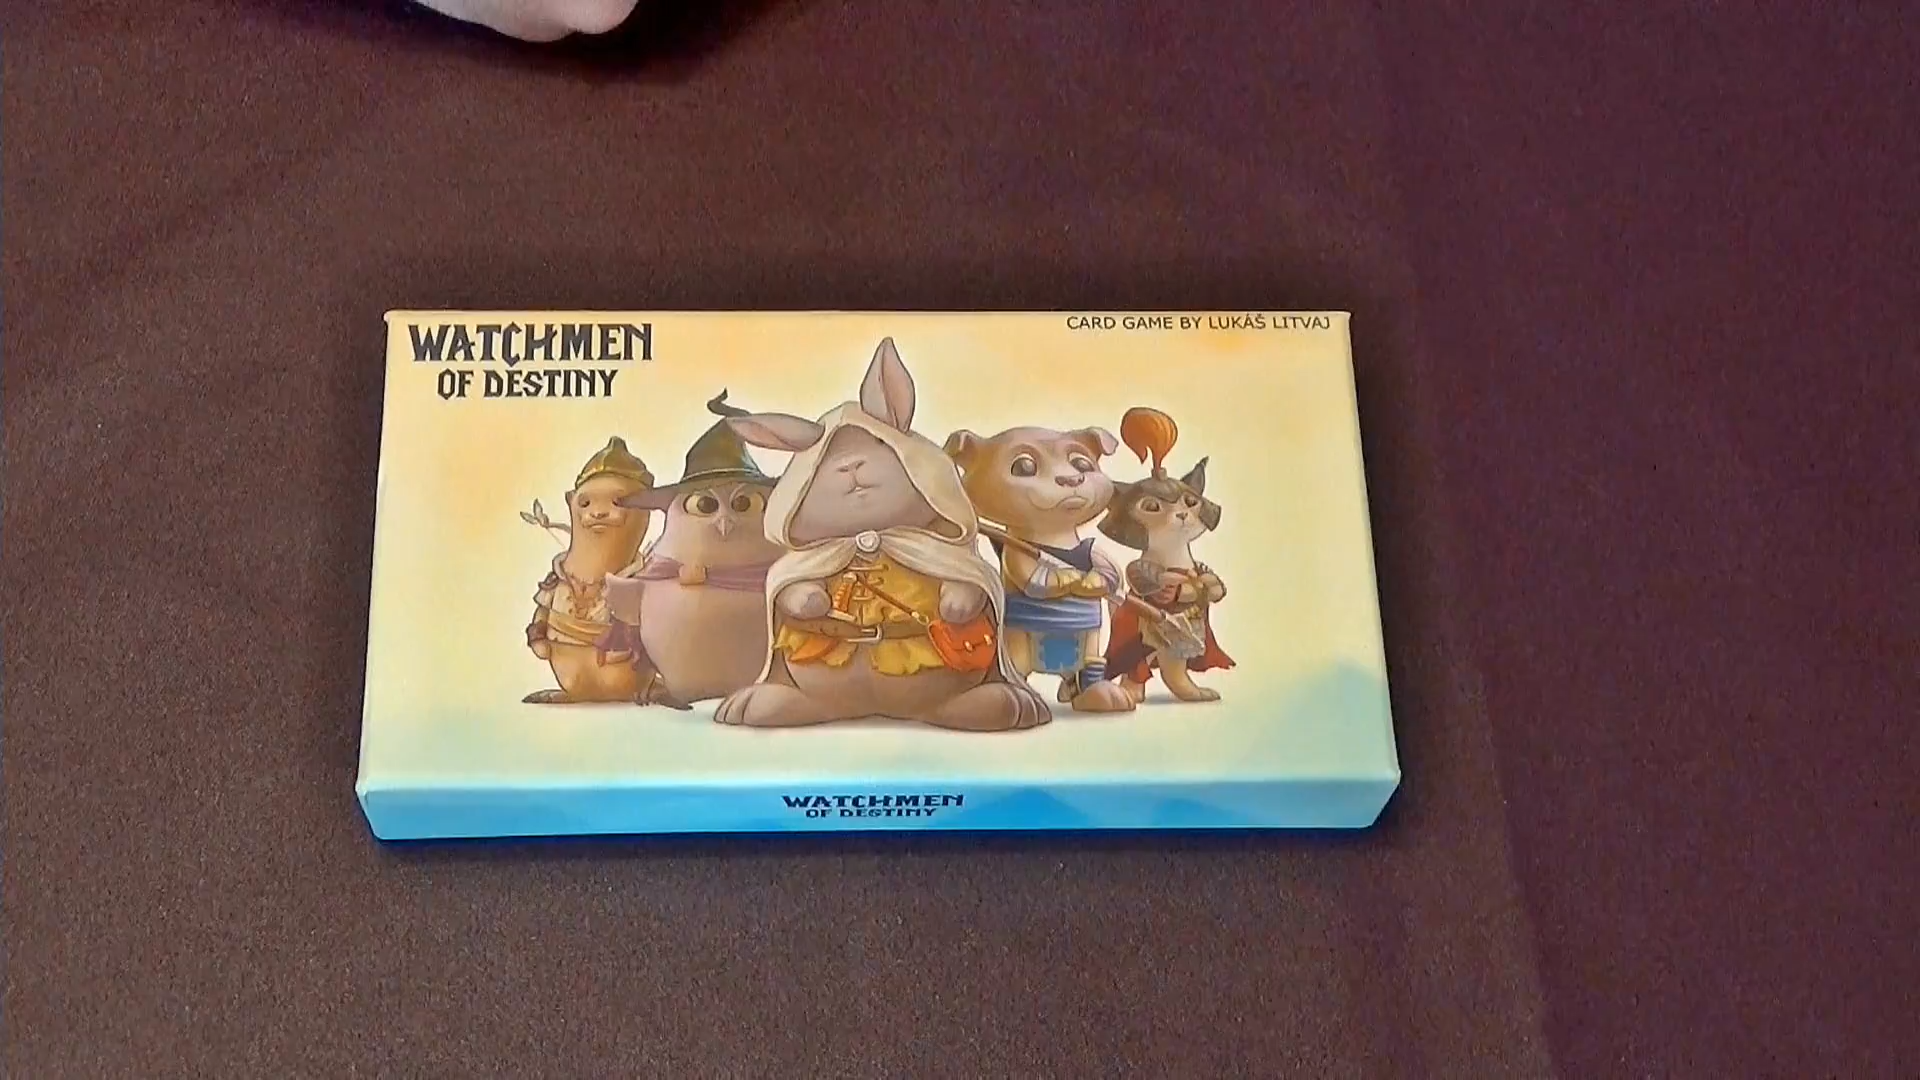 WATCHMEN
OF DESTINY
CARD GAME BY LUKÁŠ LITVAJ
WATCHMEN
OF DESTINY